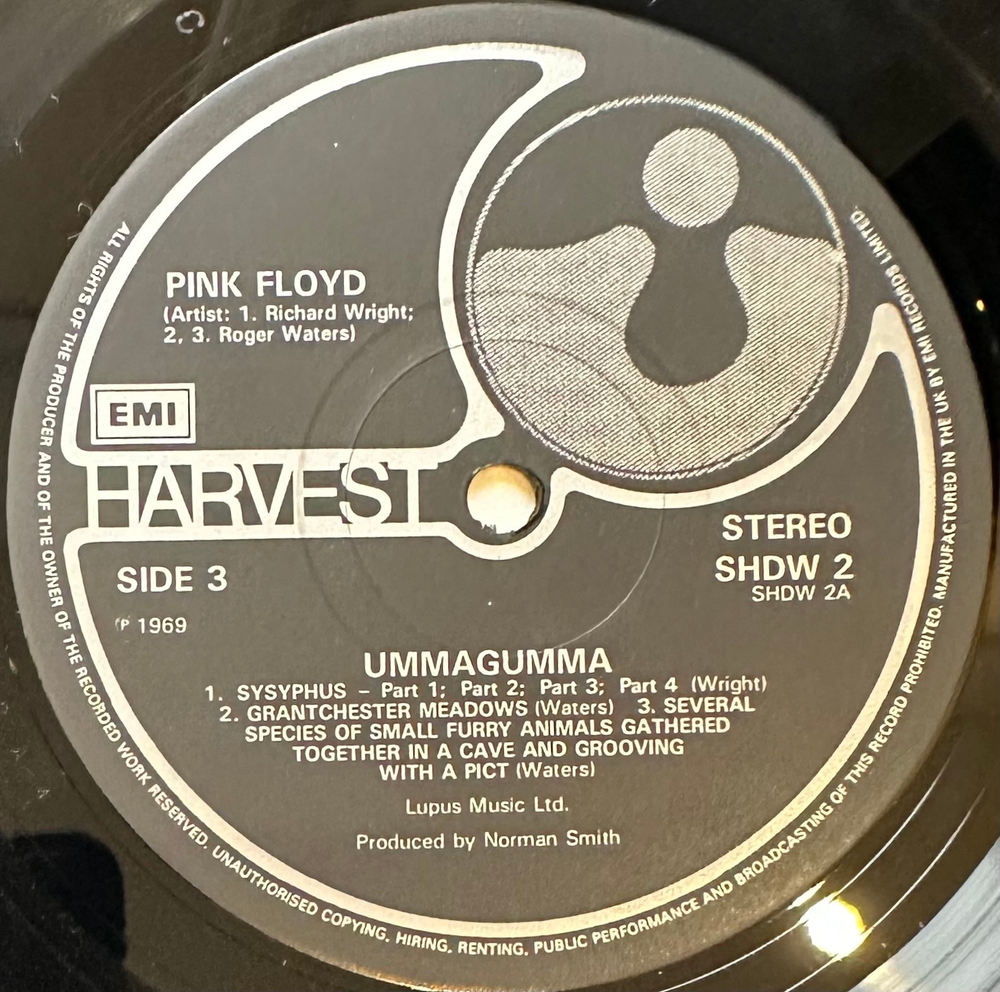 PINK FLOYD
(Artist: 1. Richard Wright;
2, 3. Roger Waters)
EMI
HARVEST
SIDE 3
℗ 1969
STEREO
SHDW 2
SHDW 2A
UMMAGUMMA
1. SYSYPHUS – Part 1; Part 2; Part 3; Part 4 (Wright)
2. GRANTCHESTER MEADOWS (Waters) 3. SEVERAL
SPECIES OF SMALL FURRY ANIMALS GATHERED
TOGETHER IN A CAVE AND GROOVING
WITH A PICT (Waters)
Lupus Music Ltd.
Produced by Norman Smith
ALL RIGHTS OF THE PRODUCER AND OF THE OWNER OF THE RECORDED WORK RESERVED. UNAUTHORISED COPYING, HIRING, RENTING, PUBLIC PERFORMANCE AND BROADCASTING OF THIS RECORD PROHIBITED. MANUFACTURED IN THE UK BY EMI RECORDS LIMITED.